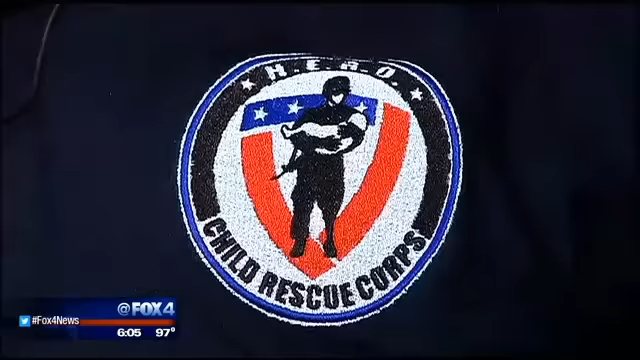 H.E.R.O.
CHILD RESCUE CORPS
@FOX4
#Fox4News
6:05 97°